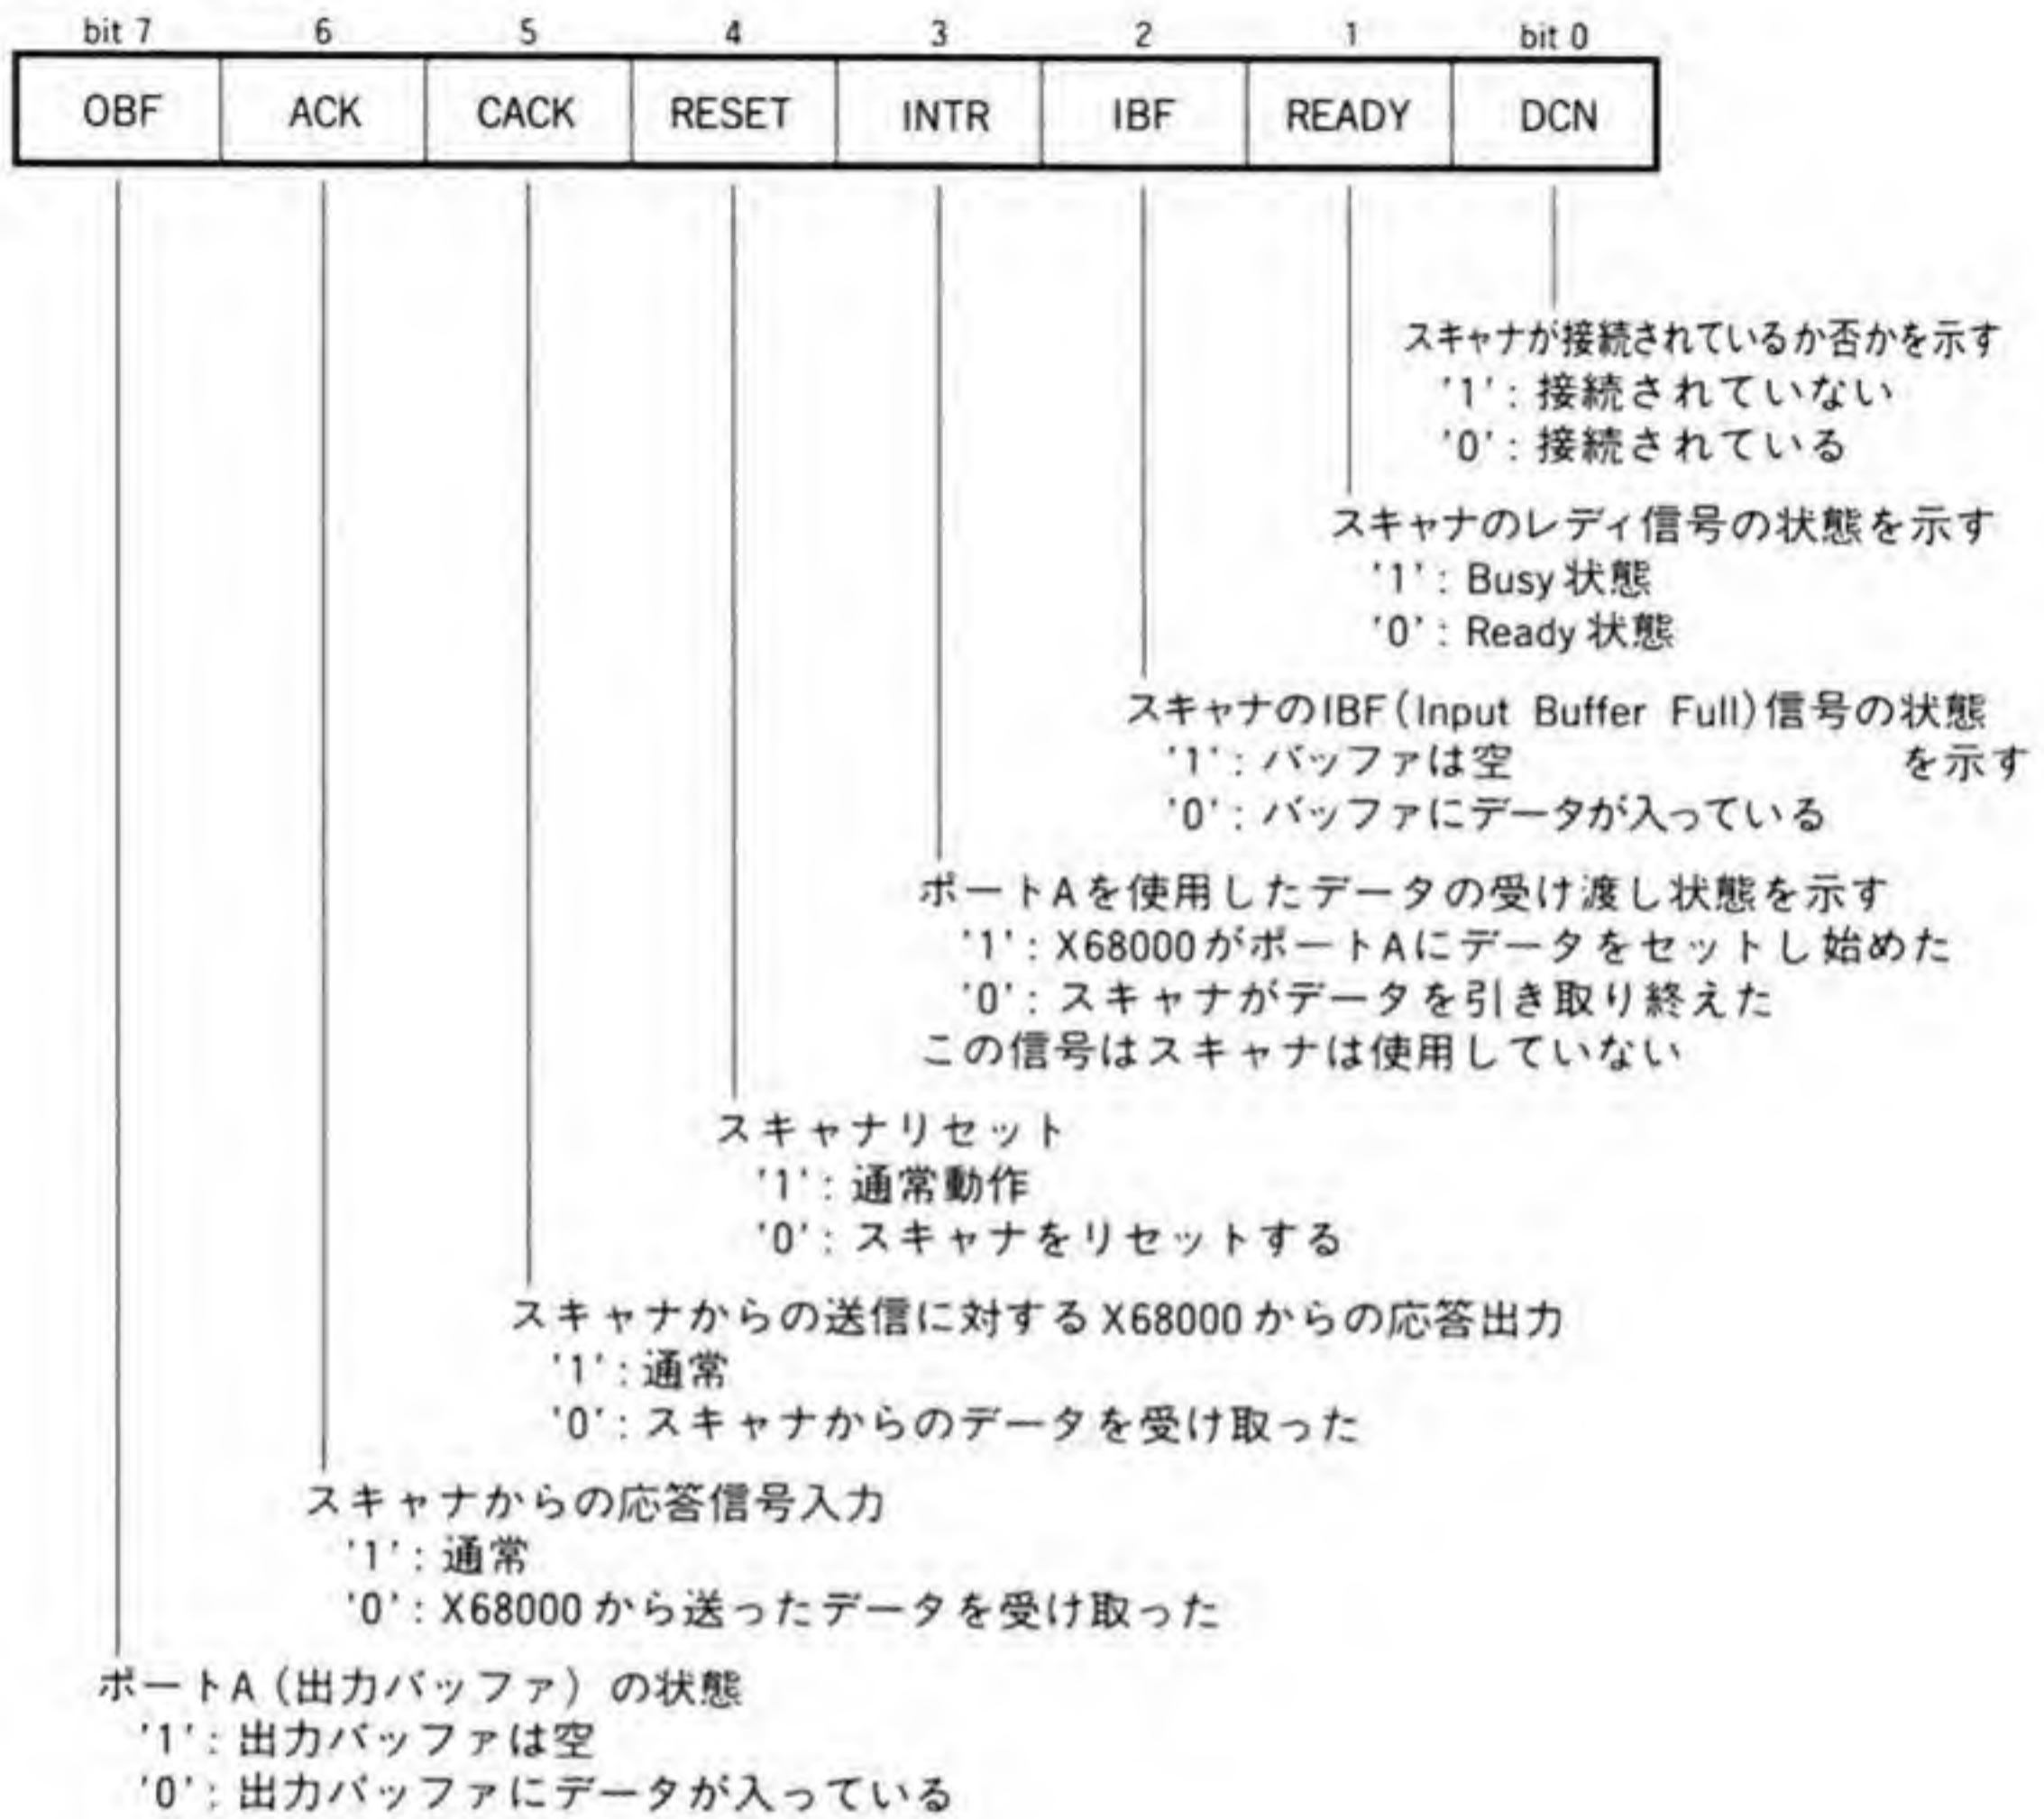 bit 7 6 5 4 3 2 1 bit 0
OBF ACK CACK RESET INTR IBF READY DCN
スキャナが接続されているか否かを示す
'1': 接続されていない
'0': 接続されている
スキャナのレディ信号の状態を示す
'1': Busy状態
'0': Ready状態
スキャナのIBF(Input Buffer Full)信号の状態
'1': バッファは空 を示す
'0': バッファにデータが入っている
ポートAを使用したデータの受け渡し状態を示す
'1': X68000がポートAにデータをセットし始めた
'0': スキャナがデータを引き取り終えた
この信号はスキャナは使用していない
スキャナリセット
'1': 通常動作
'0': スキャナをリセットする
スキャナからの送信に対するX68000からの応答出力
'1': 通常
'0': スキャナからのデータを受け取った
スキャナからの応答信号入力
'1': 通常
'0': X68000から送ったデータを受け取った
ポートA(出力バッファ)の状態
'1': 出力バッファは空
'0': 出力バッファにデータが入っている